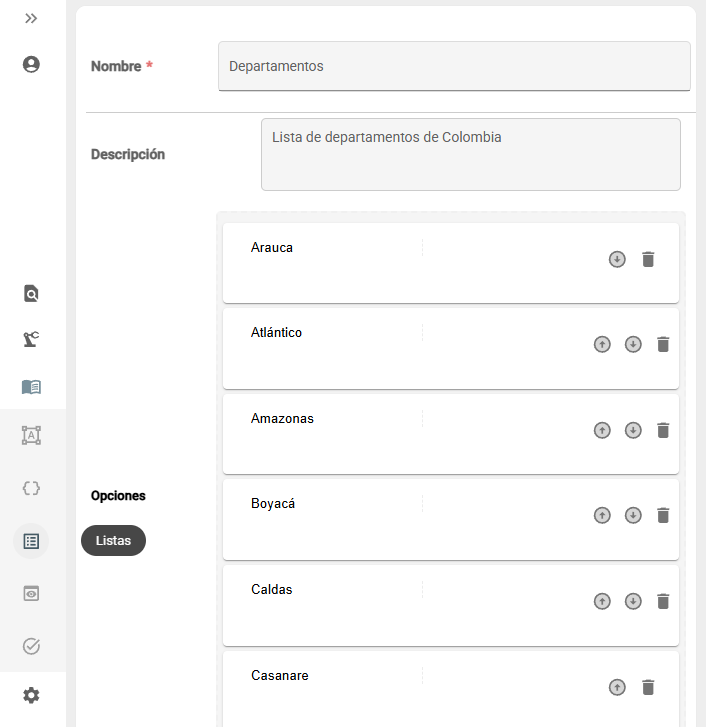 Nombre *
Departamentos
Descripción
Lista de departamentos de Colombia
Arauca
Atlántico
Amazonas
Opciones
Boyacá
Listas
Caldas
Casanare